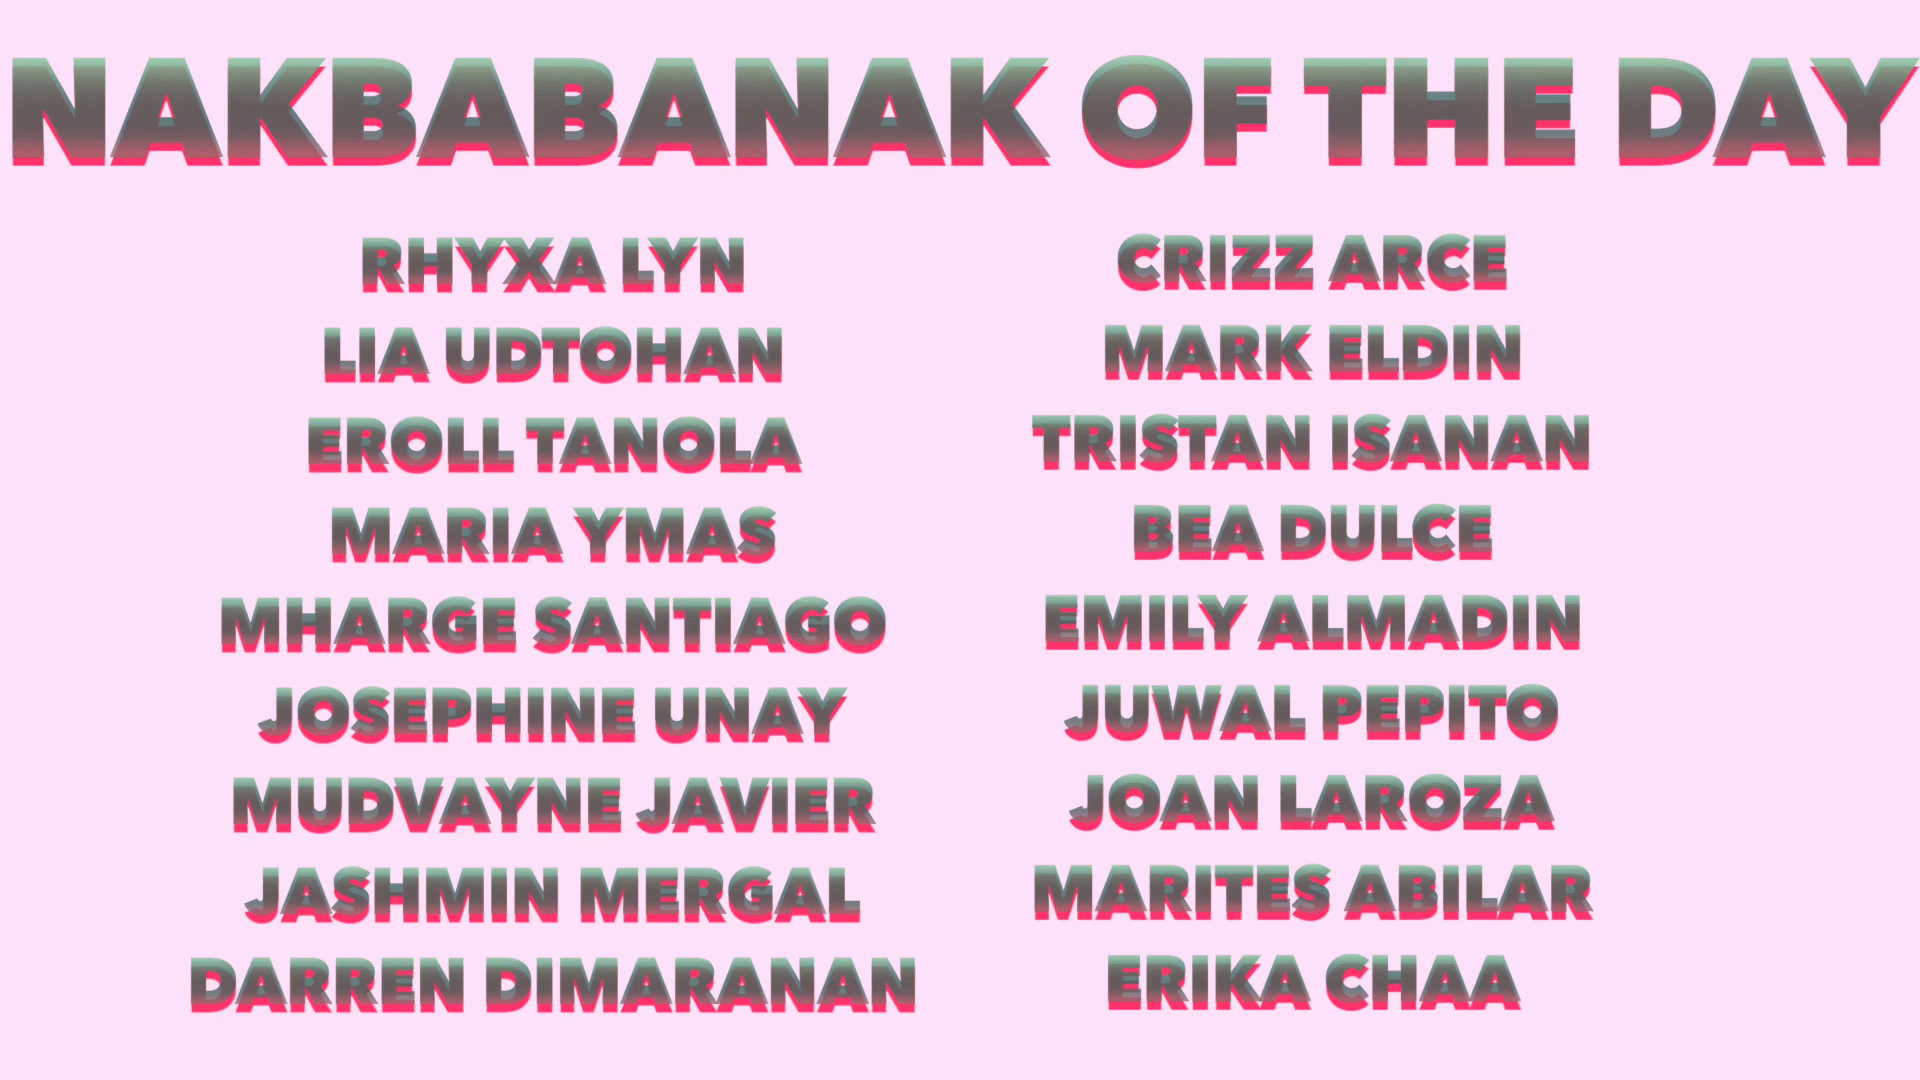 NAKBABANAK OF THE DAY
RHYXA LYN
LIA UDTOHAN
EROLL TANOLA
MARIA YMAS
MHARGE SANTIAGO
JOSEPHINE UNAY
MUDVAYNE JAVIER
JASHMIN MERGAL
DARREN DIMARANAN
CRIZZ ARCE
MARK ELDIN
TRISTAN ISANAN
BEA DULCE
EMILY ALMADIN
JUWAL PEPITO
JOAN LAROZA
MARITES ABILAR
ERIKA CHAA